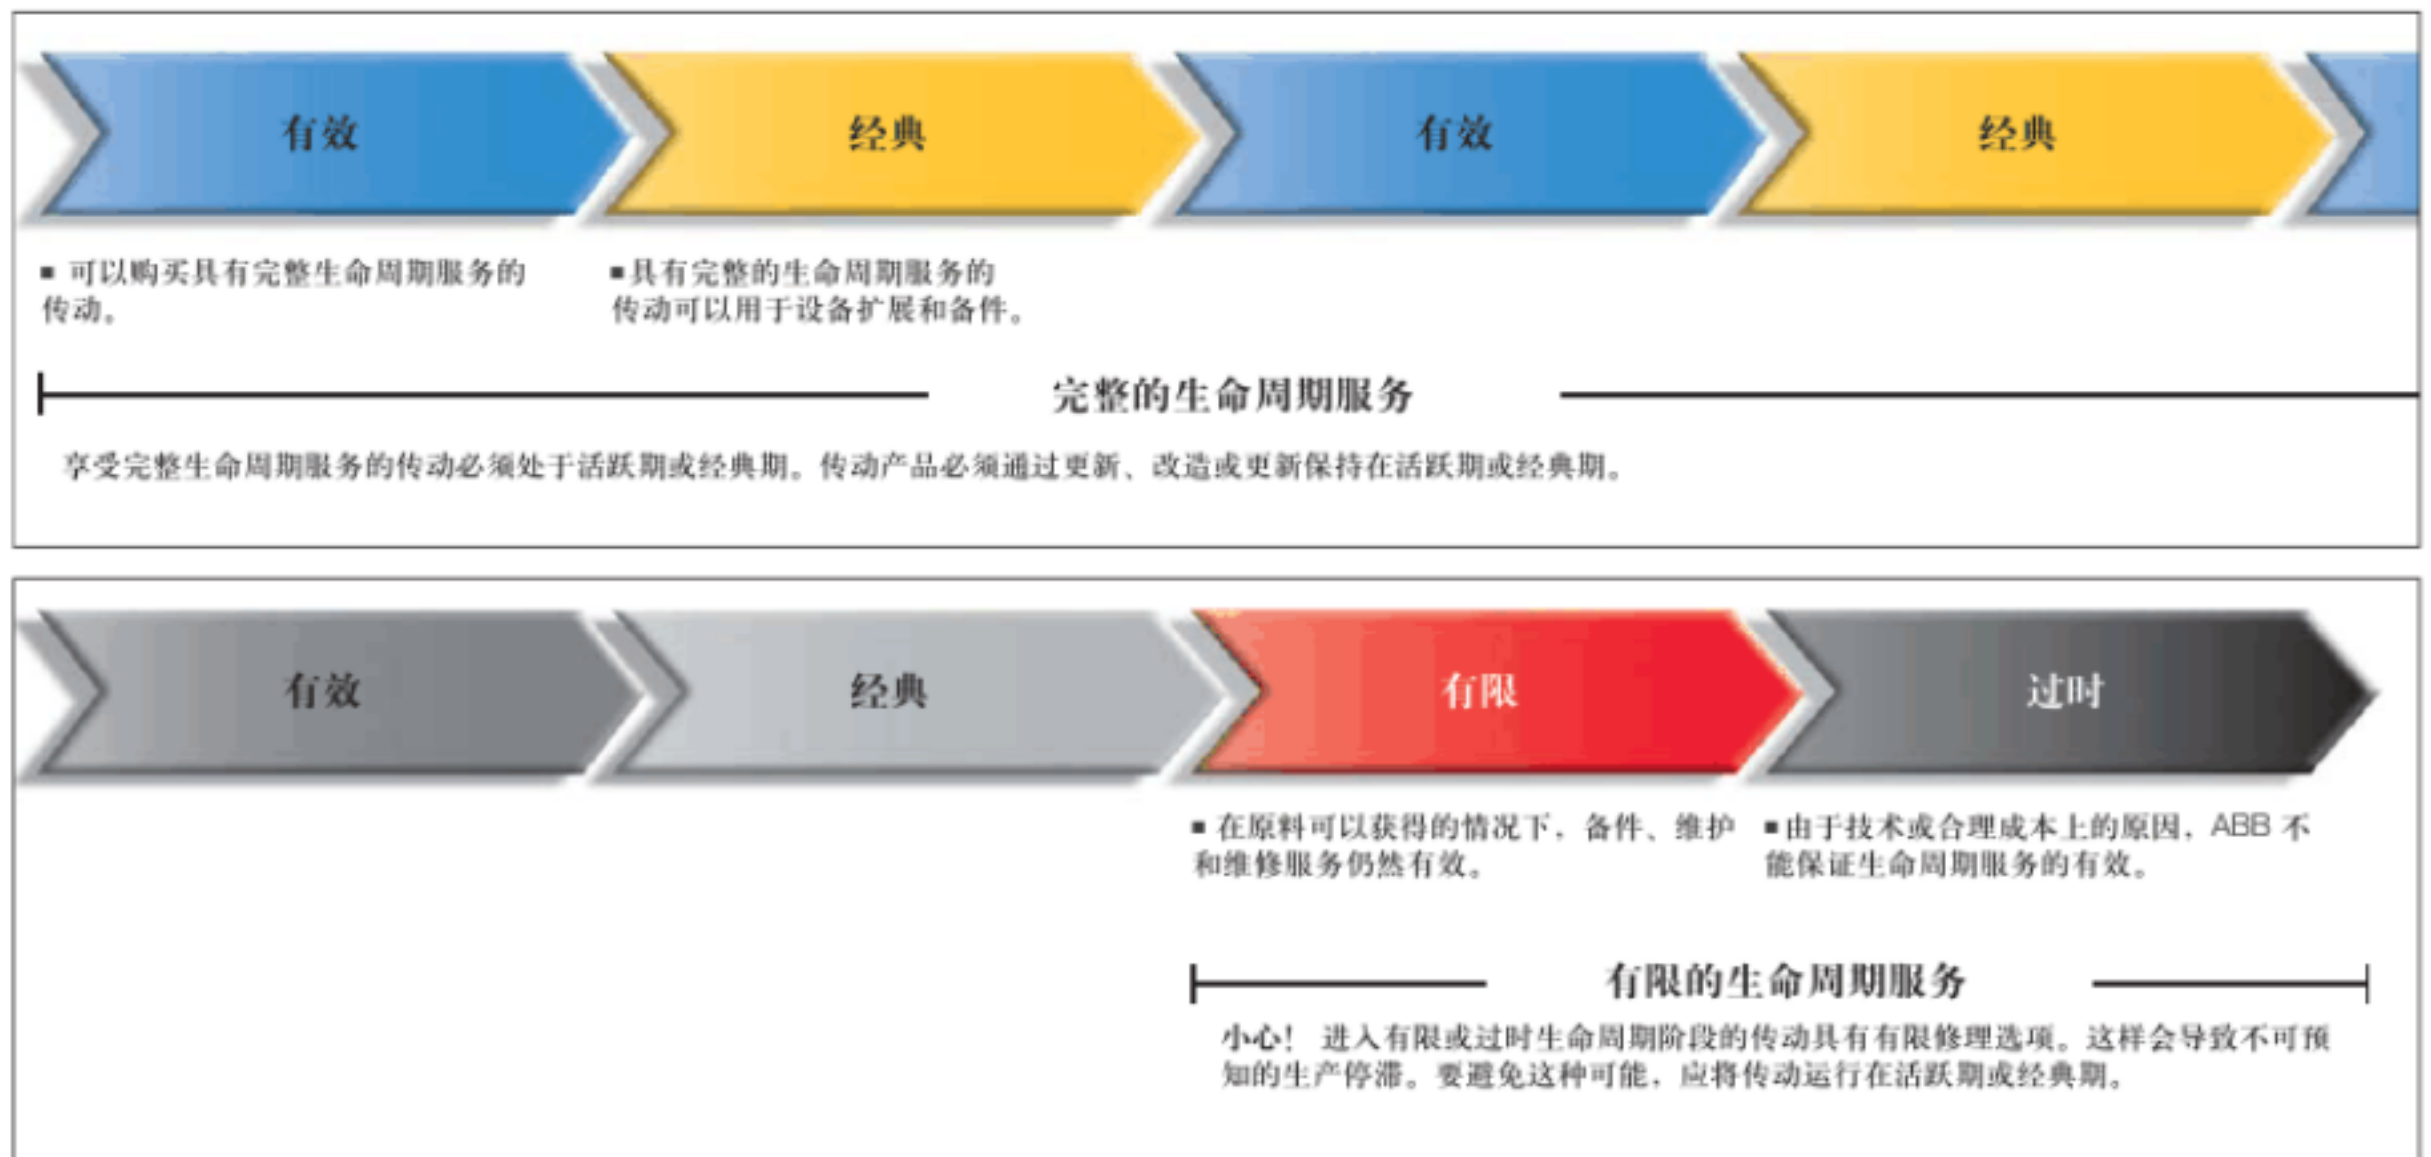 有效 经典 有效 经典
■ 可以购买具有完整生命周期服务的
传动。
■具有完整的生命周期服务的
传动可以用于设备扩展和备件。
完整的生命周期服务
享受完整生命周期服务的传动必须处于活跃期或经典期。传动产品必须通过更新、改造或更新保持在活跃期或经典期。
有效 经典 有限 过时
■ 在原料可以获得的情况下，备件、维护
和维修服务仍然有效。
■由于技术或合理成本上的原因，ABB 不
能保证生命周期服务的有效。
有限的生命周期服务
小心！ 进入有限或过时生命周期阶段的传动具有有限修理选项。这样会导致不可预
知的生产停滞。要避免这种可能，应将传动运行在活跃期或经典期。